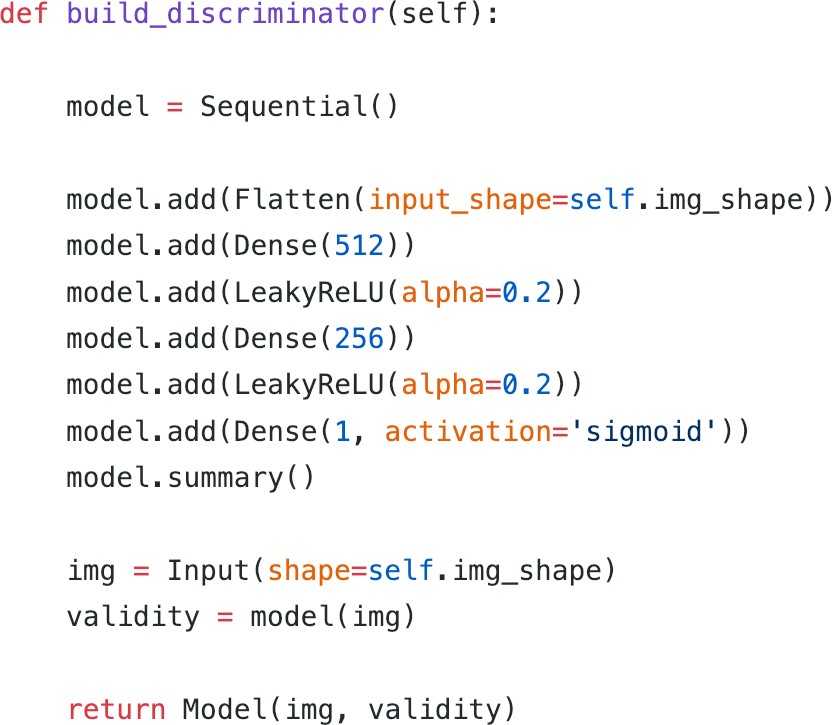 def build_discriminator(self):
    model = Sequential()
    model.add(Flatten(input_shape=self.img_shape))
    model.add(Dense(512))
    model.add(LeakyReLU(alpha=0.2))
    model.add(Dense(256))
    model.add(LeakyReLU(alpha=0.2))
    model.add(Dense(1, activation='sigmoid'))
    model.summary()
    img = Input(shape=self.img_shape)
    validity = model(img)
    return Model(img, validity)